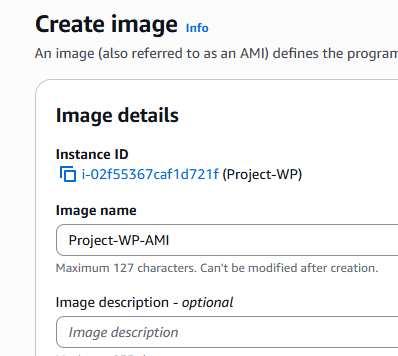 Create image Info
An image (also referred to as an AMI) defines the program
Image details
Instance ID
i-02f55367caf1d721f (Project-WP)
Image name
Project-WP-AMI
Maximum 127 characters. Can't be modified after creation.
Image description - optional
Image description